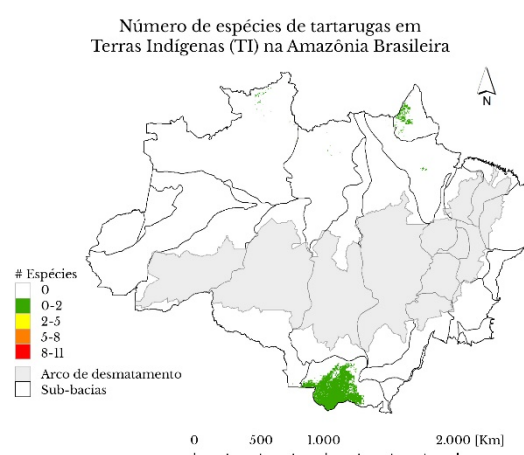 Número de espécies de tartarugas em
Terras Indígenas (TI) na Amazônia Brasileira
N
# Espécies
0
0-2
2-5
5-8
8-11
Arco de desmatamento
Sub-bacias
0 500 1.000 2.000 [Km]